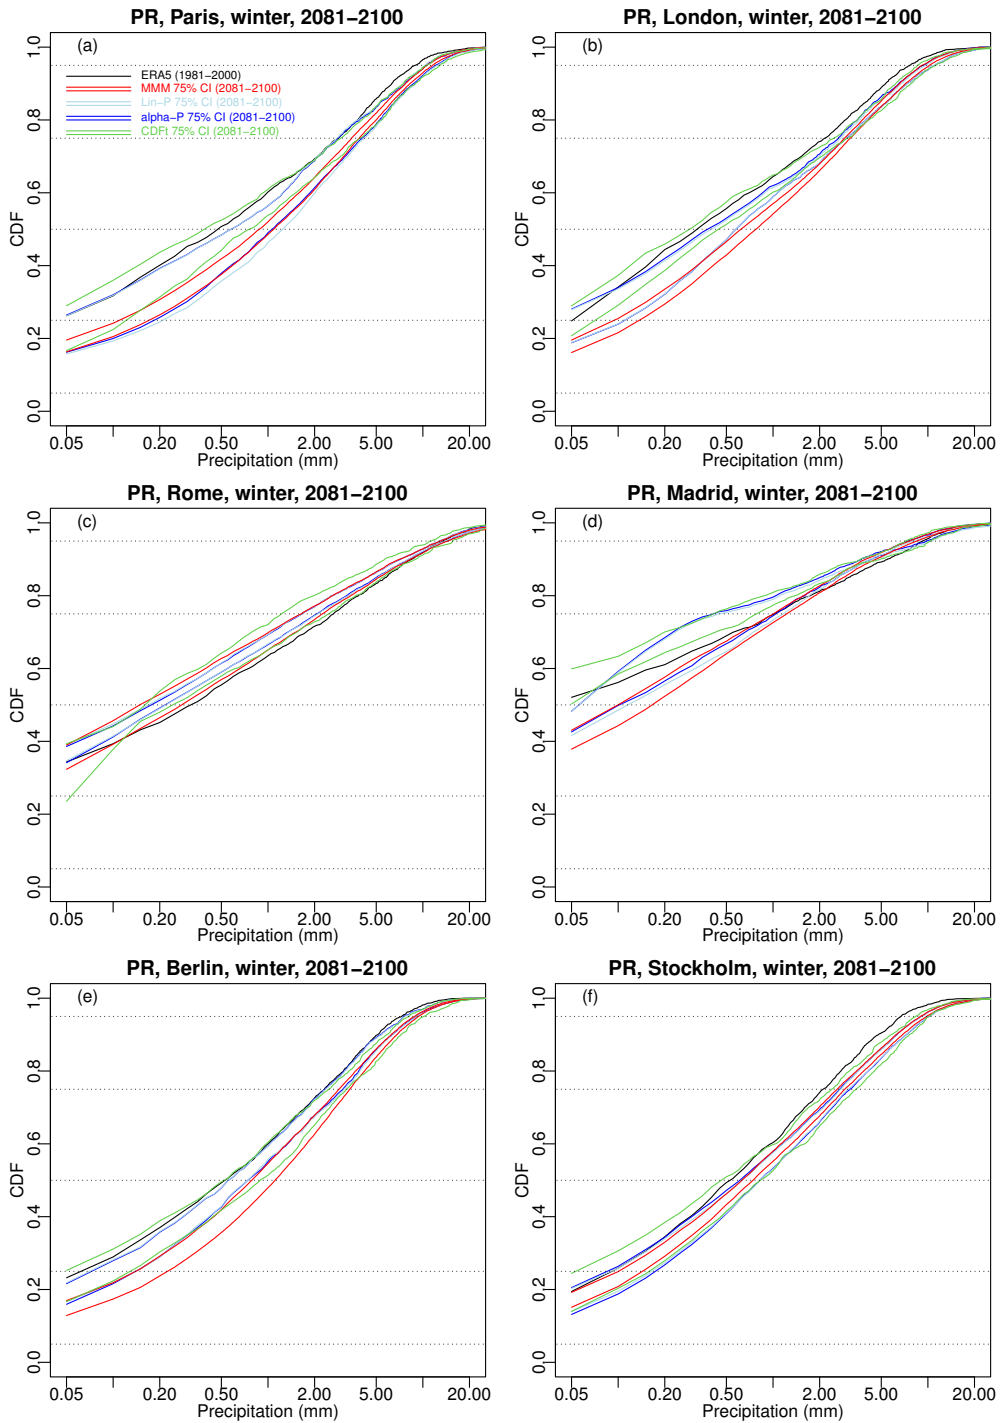 PR, Paris, winter, 2081−2100
(a)
ERA5 (1981−2000)
MMM 75% CI (2081−2100)
Lin−P 75% CI (2081−2100)
alpha−P 75% CI (2081−2100)
CDFt 75% CI (2081−2100)
CDF
0.0 0.2 0.4 0.6 0.8 1.0
0.05 0.20 0.50 2.00 5.00 20.00
Precipitation (mm)
PR, London, winter, 2081−2100
(b)
CDF
0.0 0.2 0.4 0.6 0.8 1.0
0.05 0.20 0.50 2.00 5.00 20.00
Precipitation (mm)
PR, Rome, winter, 2081−2100
(c)
CDF
0.0 0.2 0.4 0.6 0.8 1.0
0.05 0.20 0.50 2.00 5.00 20.00
Precipitation (mm)
PR, Madrid, winter, 2081−2100
(d)
CDF
0.0 0.2 0.4 0.6 0.8 1.0
0.05 0.20 0.50 2.00 5.00 20.00
Precipitation (mm)
PR, Berlin, winter, 2081−2100
(e)
CDF
0.0 0.2 0.4 0.6 0.8 1.0
0.05 0.20 0.50 2.00 5.00 20.00
Precipitation (mm)
PR, Stockholm, winter, 2081−2100
(f)
CDF
0.0 0.2 0.4 0.6 0.8 1.0
0.05 0.20 0.50 2.00 5.00 20.00
Precipitation (mm)